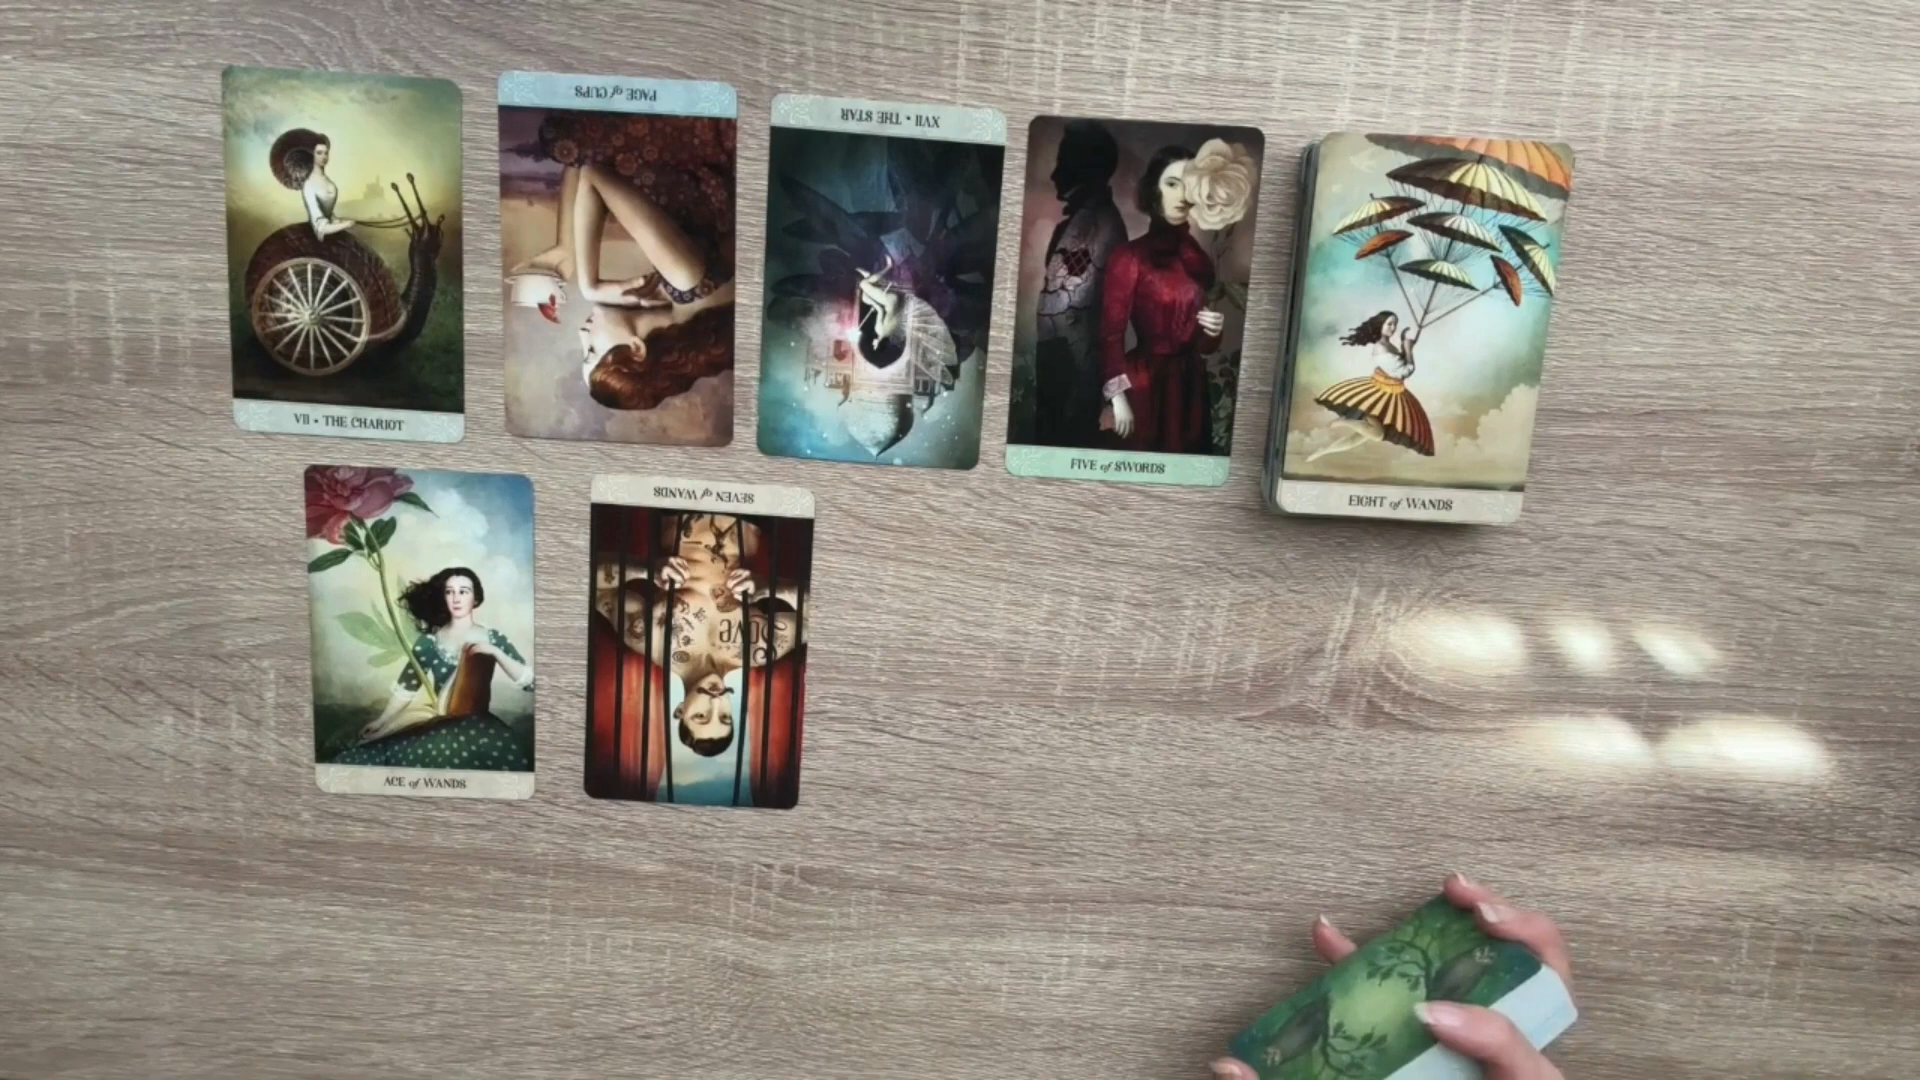 VII • THE CHARIOT
PAGE of CUPS
XVII • THE STAR
FIVE of SWORDS
EIGHT of WANDS
ACE of WANDS
SEVEN of WANDS
Love